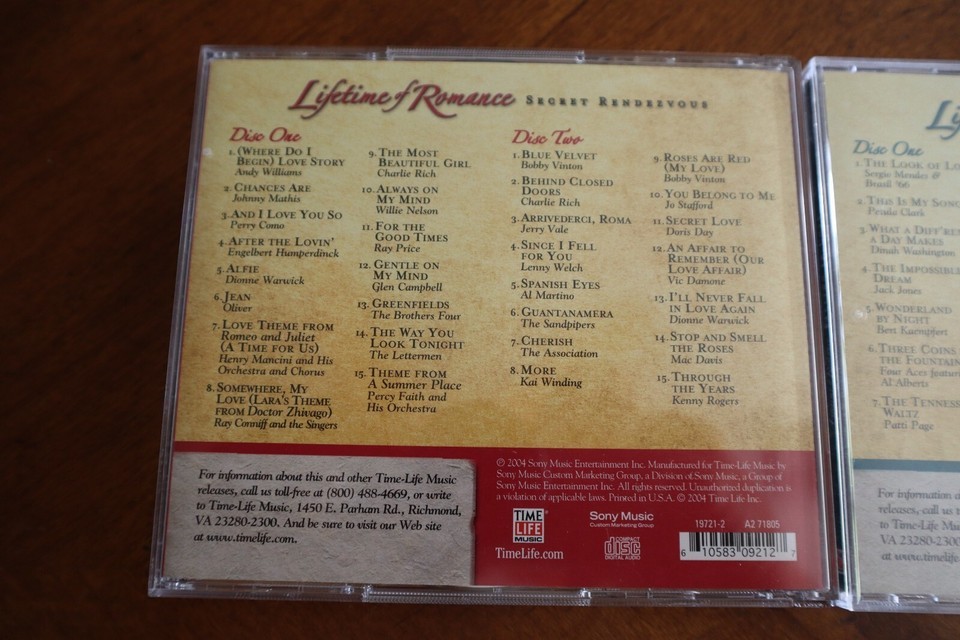 Lifetime of Romance SECRET RENDEZVOUS
Disc One
1. (WHERE DO I
BEGIN) LOVE STORY
Andy Williams
2. CHANCES ARE
Johnny Mathis
3. AND I LOVE YOU SO
Perry Como
4. AFTER THE LOVIN'
Engelbert Humperdinck
5. ALFIE
Dionne Warwick
6. JEAN
Oliver
7. LOVE THEME FROM
ROMEO AND JULIET
(A TIME FOR US)
Henry Mancini and His
Orchestra and Chorus
8. SOMEWHERE, MY
LOVE (LARA'S THEME
FROM DOCTOR ZHIVAGO)
Ray Conniff and the Singers
9. THE MOST
BEAUTIFUL GIRL
Charlie Rich
10. ALWAYS ON
MY MIND
Willie Nelson
11. FOR THE
GOOD TIMES
Ray Price
12. GENTLE ON
MY MIND
Glen Campbell
13. GREENFIELDS
The Brothers Four
14. THE WAY YOU
LOOK TONIGHT
The Lettermen
15. THEME FROM
A SUMMER PLACE
Percy Faith and
His Orchestra
Disc Two
1. BLUE VELVET
Bobby Vinton
2. BEHIND CLOSED
DOORS
Charlie Rich
3. ARRIVEDERCI, ROMA
Jerry Vale
4. SINCE I FELL
FOR YOU
Lenny Welch
5. SPANISH EYES
Al Martino
6. GUANTANAMERA
The Sandpipers
7. CHERISH
The Association
8. MORE
Kai Winding
9. ROSES ARE RED
(MY LOVE)
Bobby Vinton
10. YOU BELONG TO ME
Jo Stafford
11. SECRET LOVE
Doris Day
12. AN AFFAIR TO
REMEMBER (OUR
LOVE AFFAIR)
Vic Damone
13. I'LL NEVER FALL
IN LOVE AGAIN
Dionne Warwick
14. STOP AND SMELL
THE ROSES
Mac Davis
15. THROUGH
THE YEARS
Kenny Rogers
For information about this and other Time-Life Music
releases, call us toll-free at (800) 488-4669, or write
to Time-Life Music, 1450 E. Parham Rd., Richmond,
VA 23280-2300. And be sure to visit our Web site
at www.timelife.com.
℗ 2004 Sony Music Entertainment Inc. Manufactured for Time-Life Music by
Sony Music Custom Marketing Group, a Division of Sony Music, a Group of
Sony Music Entertainment Inc. All rights reserved. Unauthorized duplication is
a violation of applicable laws. Printed in U.S.A. © 2004 Time Life Inc.
TIME
LIFE
MUSIC
TimeLife.com
Sony Music
Custom Marketing Group
COMPACT
disc
DIGITAL AUDIO
19721-2 A2 71805
6 10583 09212 7
Disc One
1. THE LOOK OF
Sergio Mendes &
Brasil '66
2. THIS IS MY SONG
Petula Clark
3. WHAT A
A DAY MAKES
Dinah Washington
4. THE IMPOSSIBLE
DREAM
Jack Jones
5. WONDERLAND
BY NIGHT
Bert Kaempfert
6. THREE COINS
THE
Four Aces
Al Alberts
7. THE
WALTZ
Patti Page
For information
releases, call us
to Time-Life Music
VA 23280-2300
at www.timelife